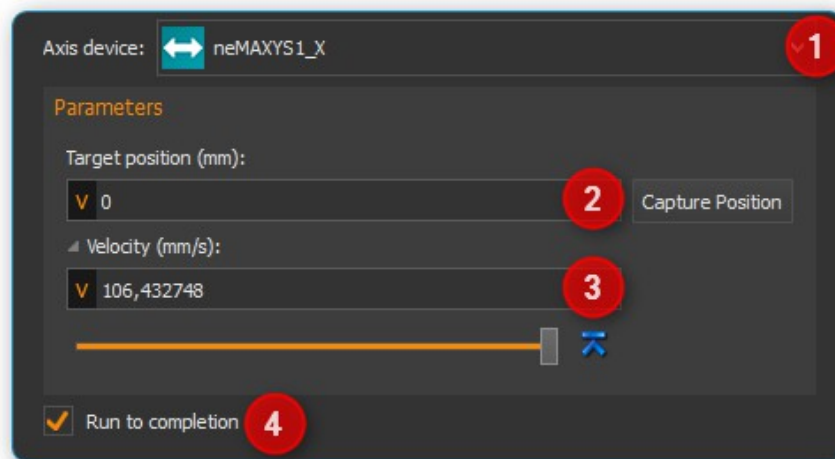 Axis device: neMAXYS1_X 1
Parameters
Target position (mm):
V 0 2 Capture Position
Velocity (mm/s):
V 106,432748 3
Run to completion 4